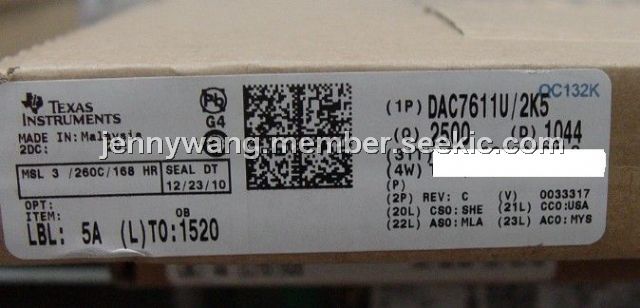 TEXAS
INSTRUMENTS
MADE IN: Malaysia
2DC:
MSL 3 /260C/168 HR
SEAL DT
12/23/10
OPT:
ITEM:
0B
LBL: 5A (L)TO:1520
Pb
G4
QC132K
(1P) DAC7611U/2K5
(Q) 2500 (D) 1044
(31T)
(4W)
(P)
(2P) REV: C (V) 0033317
(20L) CSO:SHE (21L) CCO:USA
(22L) ASO:MLA (23L) ACO:MYS
jennywang.member.seekic.com